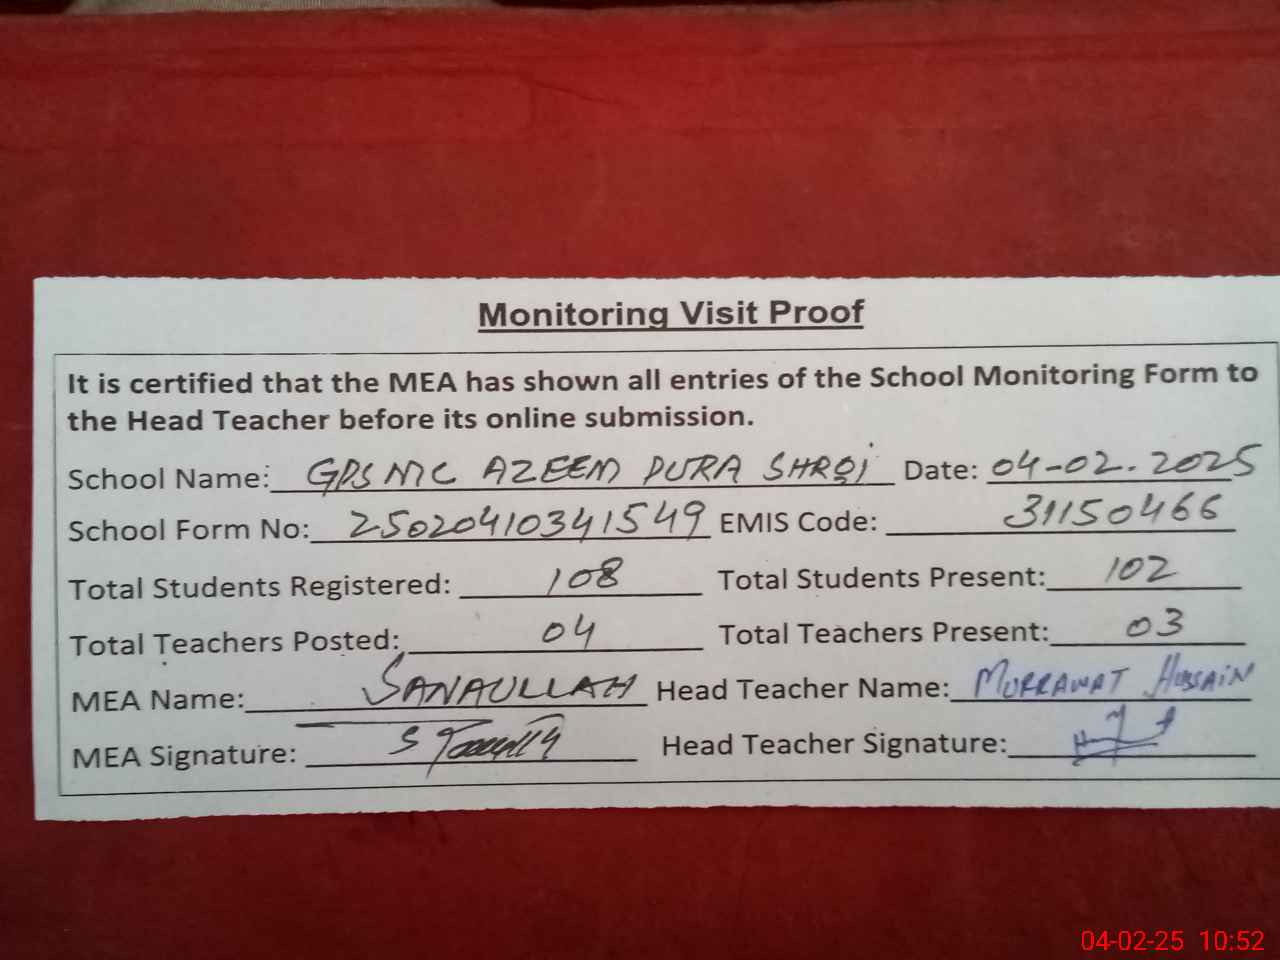 Monitoring Visit Proof
It is certified that the MEA has shown all entries of the School Monitoring Form to
the Head Teacher before its online submission.
School Name: GPS MC AZEEM PURA SHRQi Date: 04-02.2025
School Form No: 25020410341549 EMIS Code: 31150466
Total Students Registered: 108 Total Students Present: 102
Total Teachers Posted: 04 Total Teachers Present: 03
MEA Name: SANAULLAH Head Teacher Name: MURRAWAT HUSSAIN
MEA Signature: Head Teacher Signature:
04-02-25 10:52